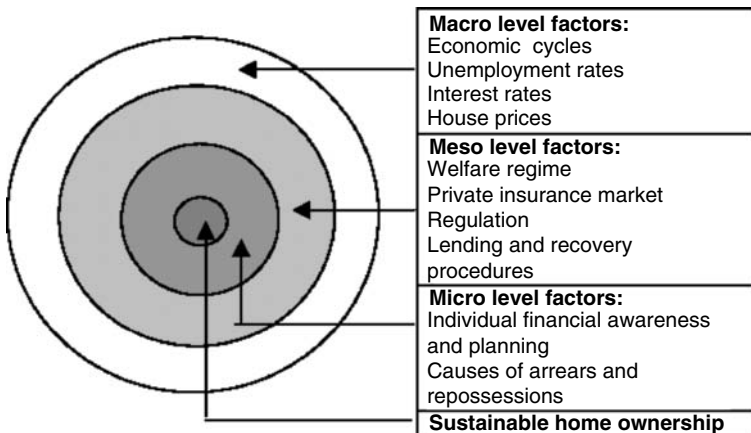 Macro level factors:
Economic cycles
Unemployment rates
Interest rates
House prices
Meso level factors:
Welfare regime
Private insurance market
Regulation
Lending and recovery
procedures
Micro level factors:
Individual financial awareness
and planning
Causes of arrears and
repossessions
Sustainable home ownership